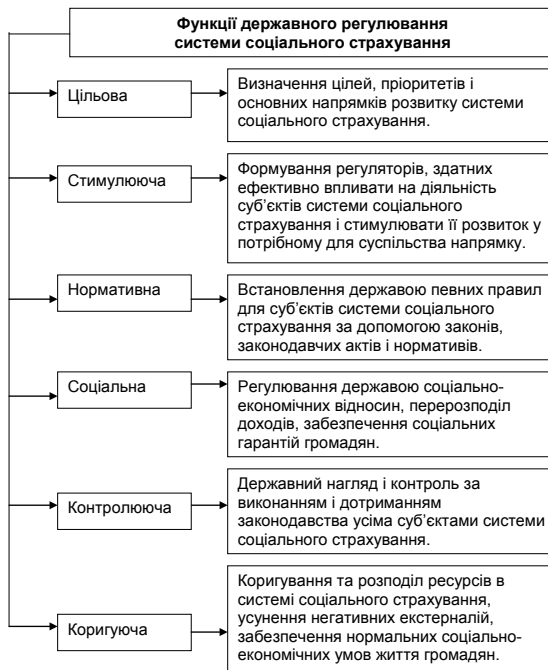 Функції державного регулювання
системи соціального страхування
Цільова
Визначення цілей, пріоритетів і
основних напрямків розвитку системи
соціального страхування.
Стимулююча
Формування регуляторів, здатних
ефективно впливати на діяльність
суб’єктів системи соціального
страхування і стимулювати її розвиток у
потрібному для суспільства напрямку.
Нормативна
Встановлення державою певних правил
для суб’єктів системи соціального
страхування за допомогою законів,
законодавчих актів і нормативів.
Соціальна
Регулювання державою соціально-
економічних відносин, перерозподіл
доходів, забезпечення соціальних
гарантій громадян.
Контролююча
Державний нагляд і контроль за
виконанням і дотриманням
законодавства усіма суб’єктами системи
соціального страхування.
Коригуюча
Коригування та розподіл ресурсів в
системі соціального страхування,
усунення негативних екстерналій,
забезпечення нормальних соціально-
економічних умов життя громадян.